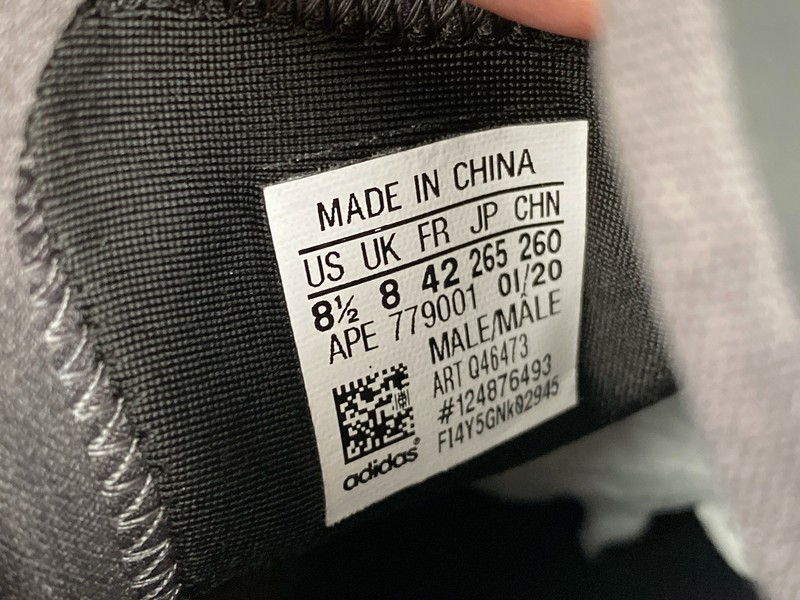 MADE IN CHINA
US UK FR JP CHN
8½ 8 42 265 260
APE 779001 01/20
MALE/MÂLE
ART Q46473
#124876493
F14Y5GNk02945
adidas®